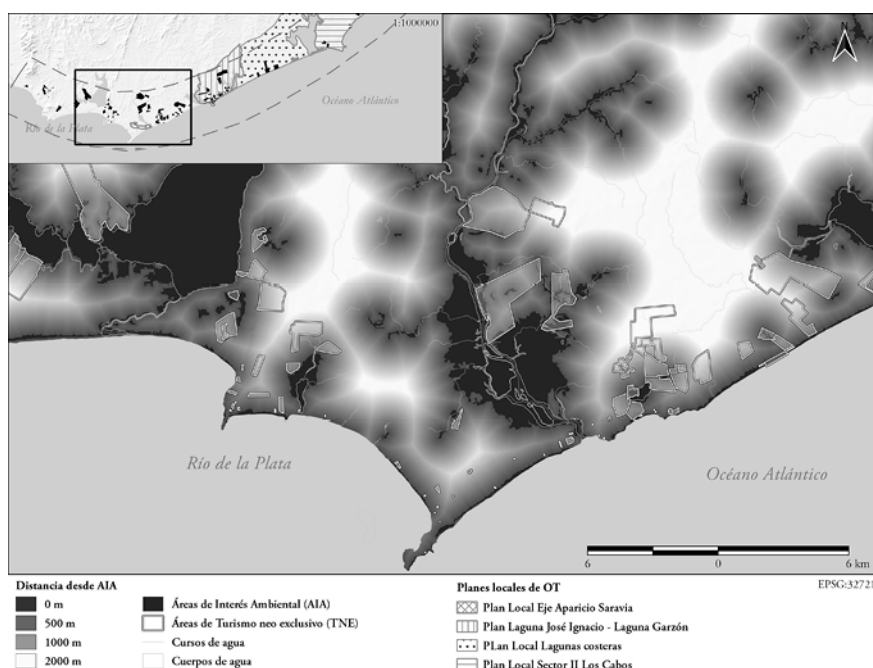 1:1000000
N
Océano Atlántico
Río de la Plata
Río de la Plata
Océano Atlántico
6 0 6 km
EPSG:32721
Distancia desde AIA
0 m
500 m
1000 m
2000 m
Áreas de Interés Ambiental (AIA)
Áreas de Turismo neo exclusivo (TNE)
Cursos de agua
Cuerpos de agua
Planes locales de OT
Plan Local Eje Aparicio Saravia
Plan Laguna José Ignacio - Laguna Garzón
PLan Local Lagunas costeras
Plan Local Sector II Los Cabos